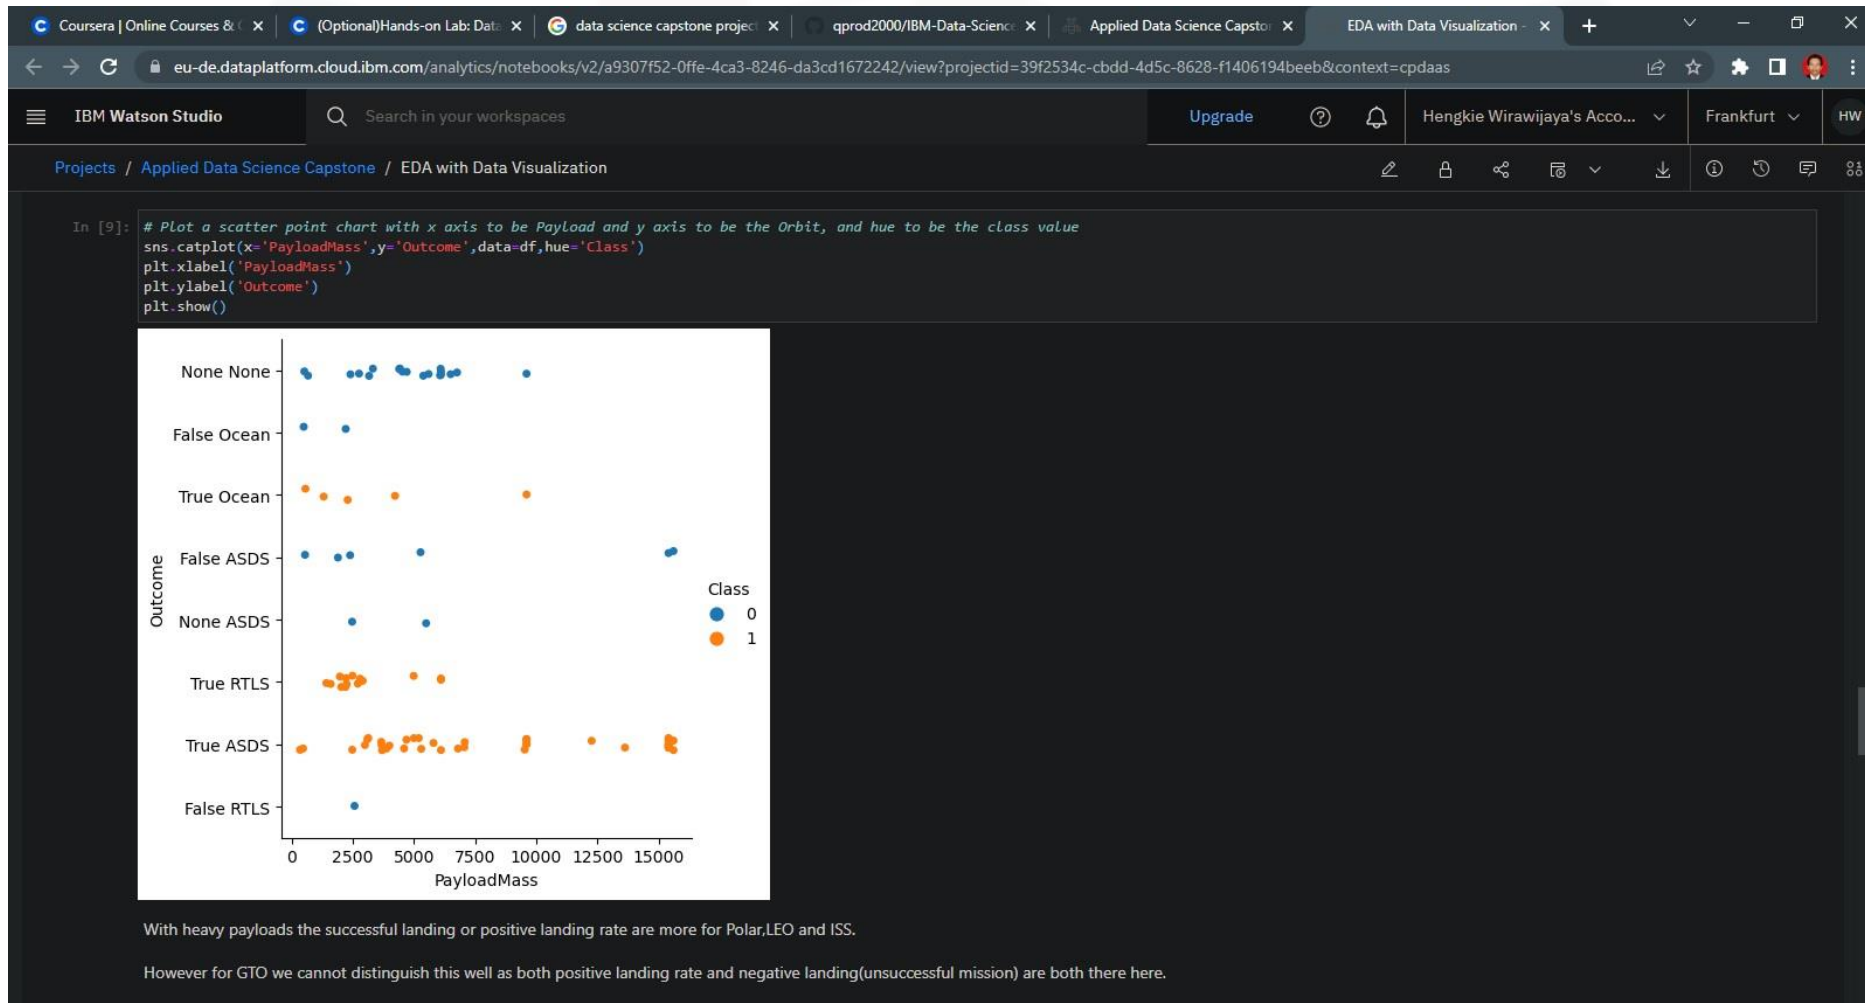 Coursera | Online Courses &
(Optional)Hands-on Lab: Data
data science capstone project
qprod2000/IBM-Data-Science
Applied Data Science Capsto
EDA with Data Visualization -
eu-de.dataplatform.cloud.ibm.com/analytics/notebooks/v2/a9307f52-0ffe-4ca3-8246-da3cd1672242/view?projectid=39f2534c-cbdd-4d5c-8628-f1406194beeb&context=cpdaas
IBM Watson Studio
Search in your workspaces
Upgrade
Hengkie Wirawijaya's Acco...
Frankfurt
HW
Projects / Applied Data Science Capstone / EDA with Data Visualization
In [9]:
# Plot a scatter point chart with x axis to be Payload and y axis to be the Orbit, and hue to be the class value
sns.catplot(x='PayloadMass',y='Outcome',data=df,hue='Class')
plt.xlabel('PayloadMass')
plt.ylabel('Outcome')
plt.show()
None None
False Ocean
True Ocean
False ASDS
None ASDS
True RTLS
True ASDS
False RTLS
Outcome
Class
0
1
0 2500 5000 7500 10000 12500 15000
PayloadMass
With heavy payloads the successful landing or positive landing rate are more for Polar,LEO and ISS.
However for GTO we cannot distinguish this well as both positive landing rate and negative landing(unsuccessful mission) are both there here.